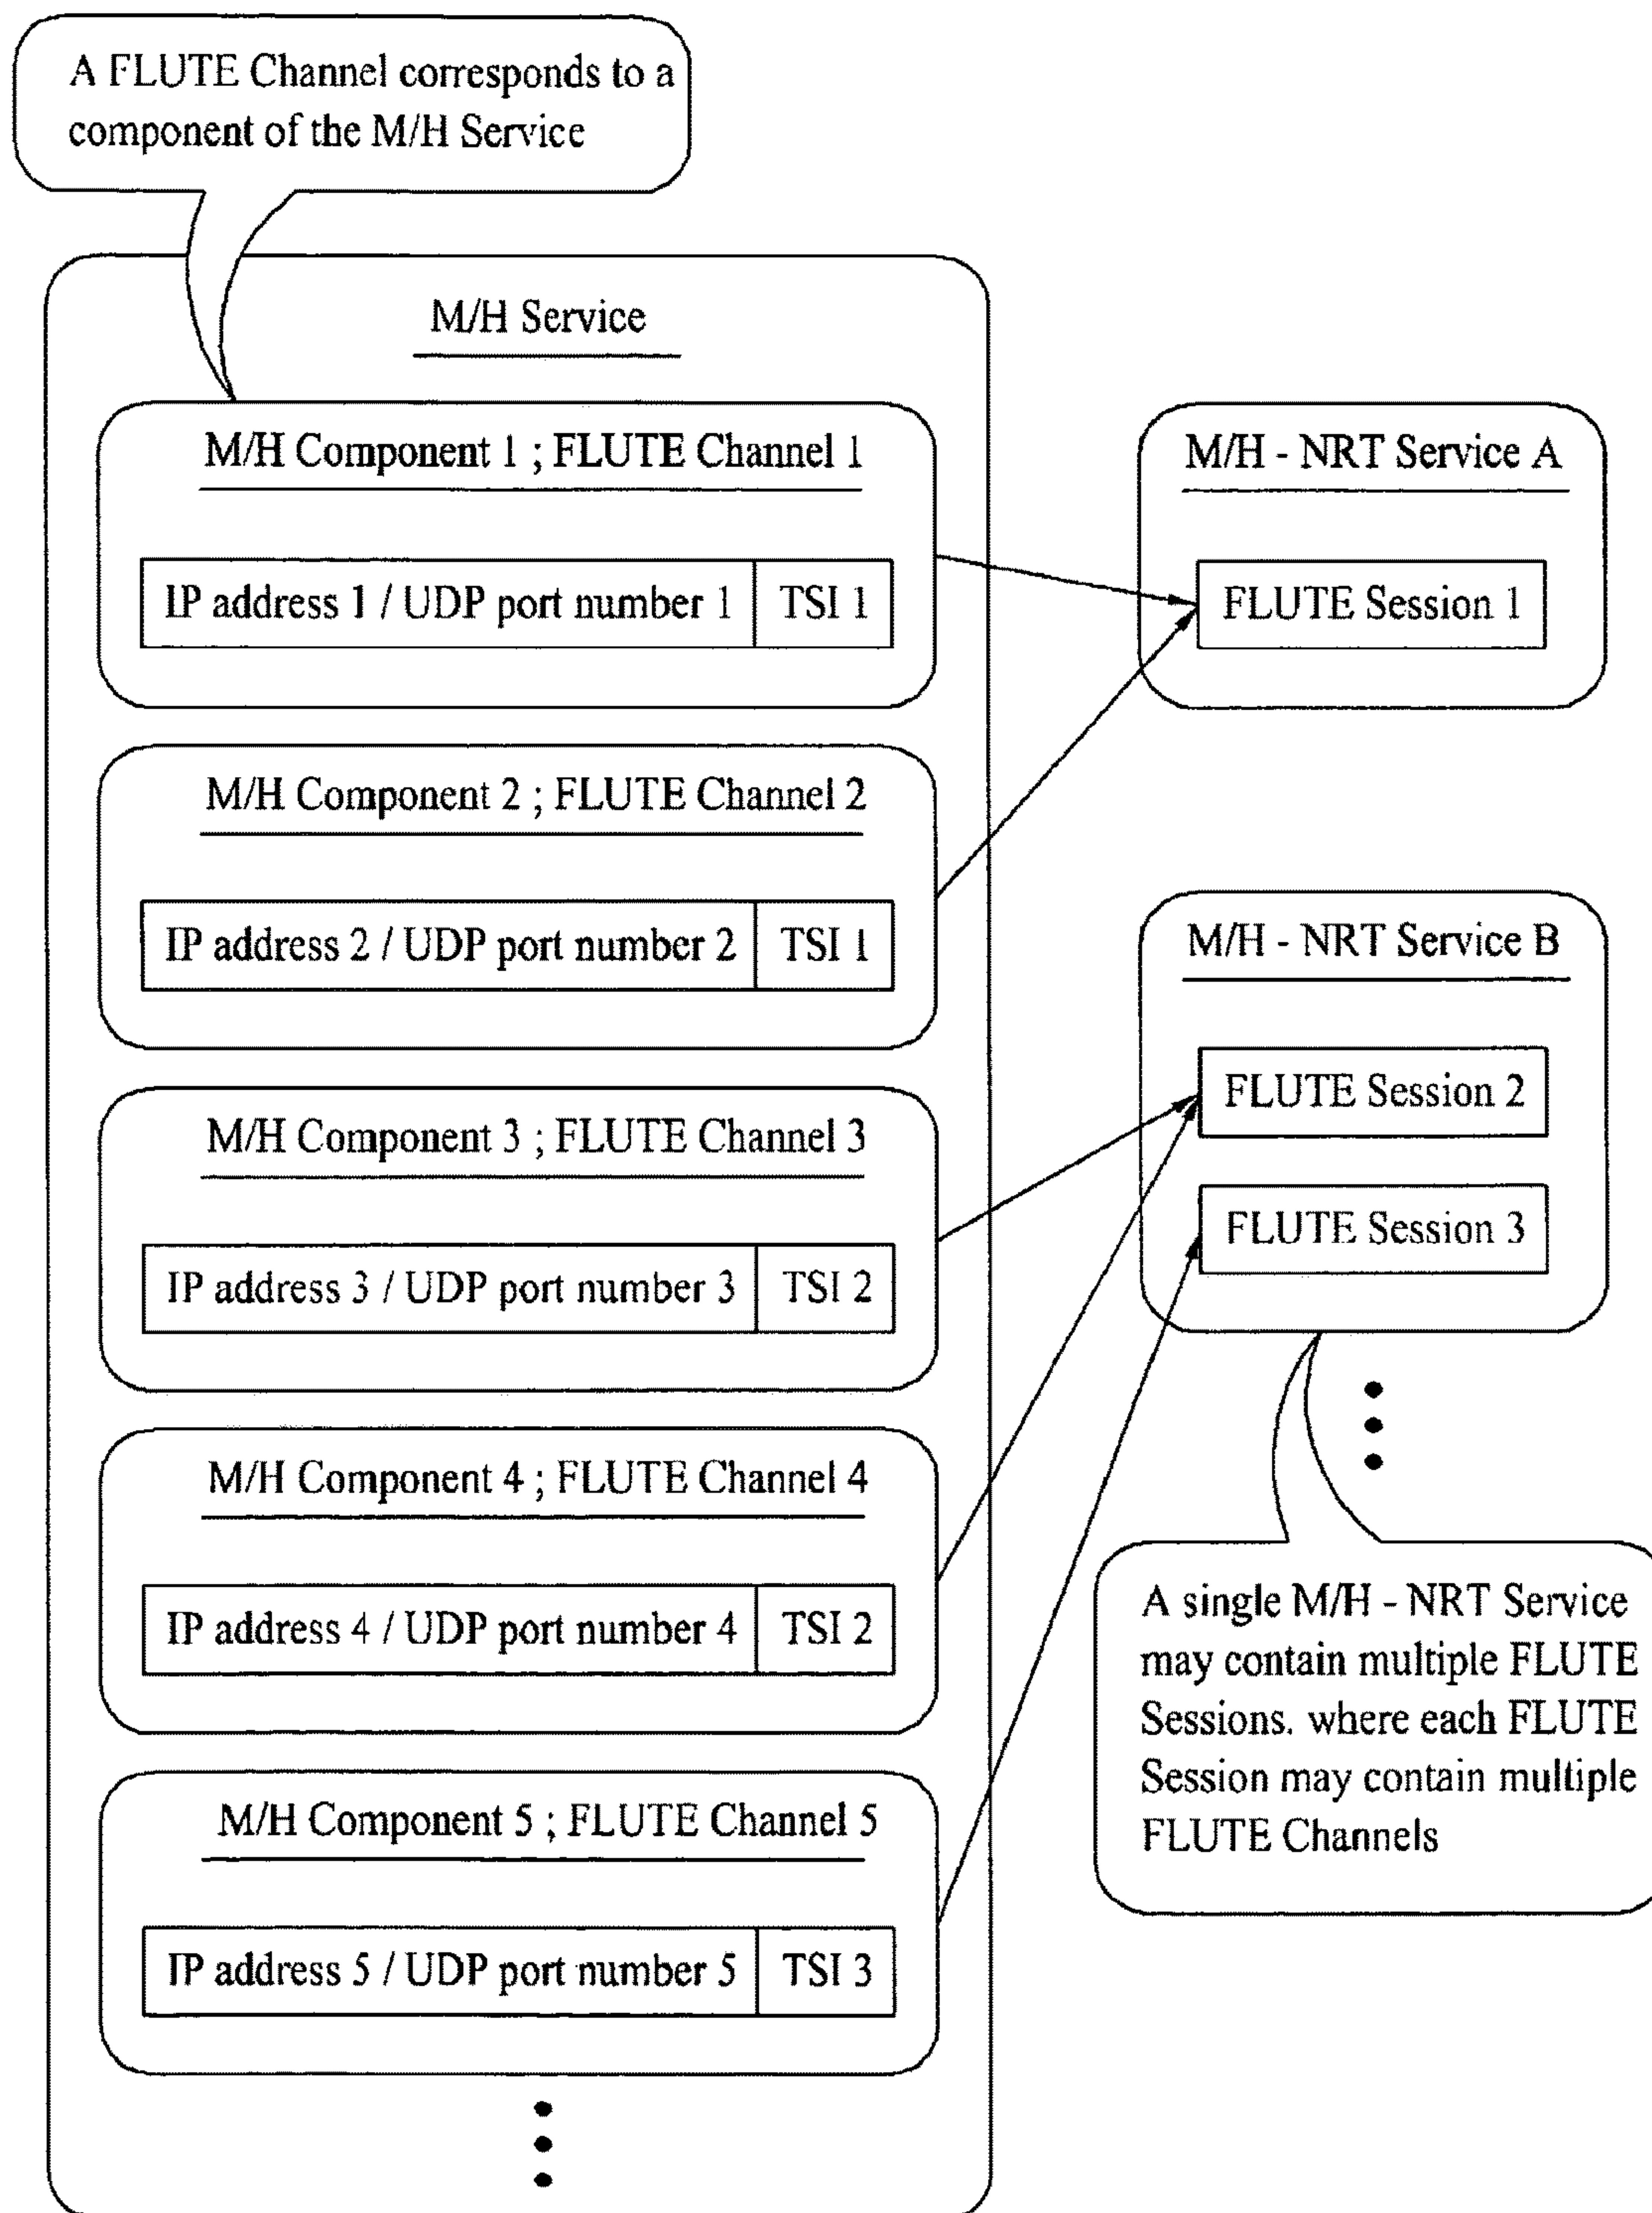 A FLUTE Channel corresponds to a
component of the M/H Service
M/H Service
M/H Component 1 ; FLUTE Channel 1
IP address 1 / UDP port number 1 TSI 1
M/H Component 2 ; FLUTE Channel 2
IP address 2 / UDP port number 2 TSI 1
M/H Component 3 ; FLUTE Channel 3
IP address 3 / UDP port number 3 TSI 2
M/H Component 4 ; FLUTE Channel 4
IP address 4 / UDP port number 4 TSI 2
M/H Component 5 ; FLUTE Channel 5
IP address 5 / UDP port number 5 TSI 3
M/H - NRT Service A
FLUTE Session 1
M/H - NRT Service B
FLUTE Session 2
FLUTE Session 3
A single M/H - NRT Service
may contain multiple FLUTE
Sessions. where each FLUTE
Session may contain multiple
FLUTE Channels